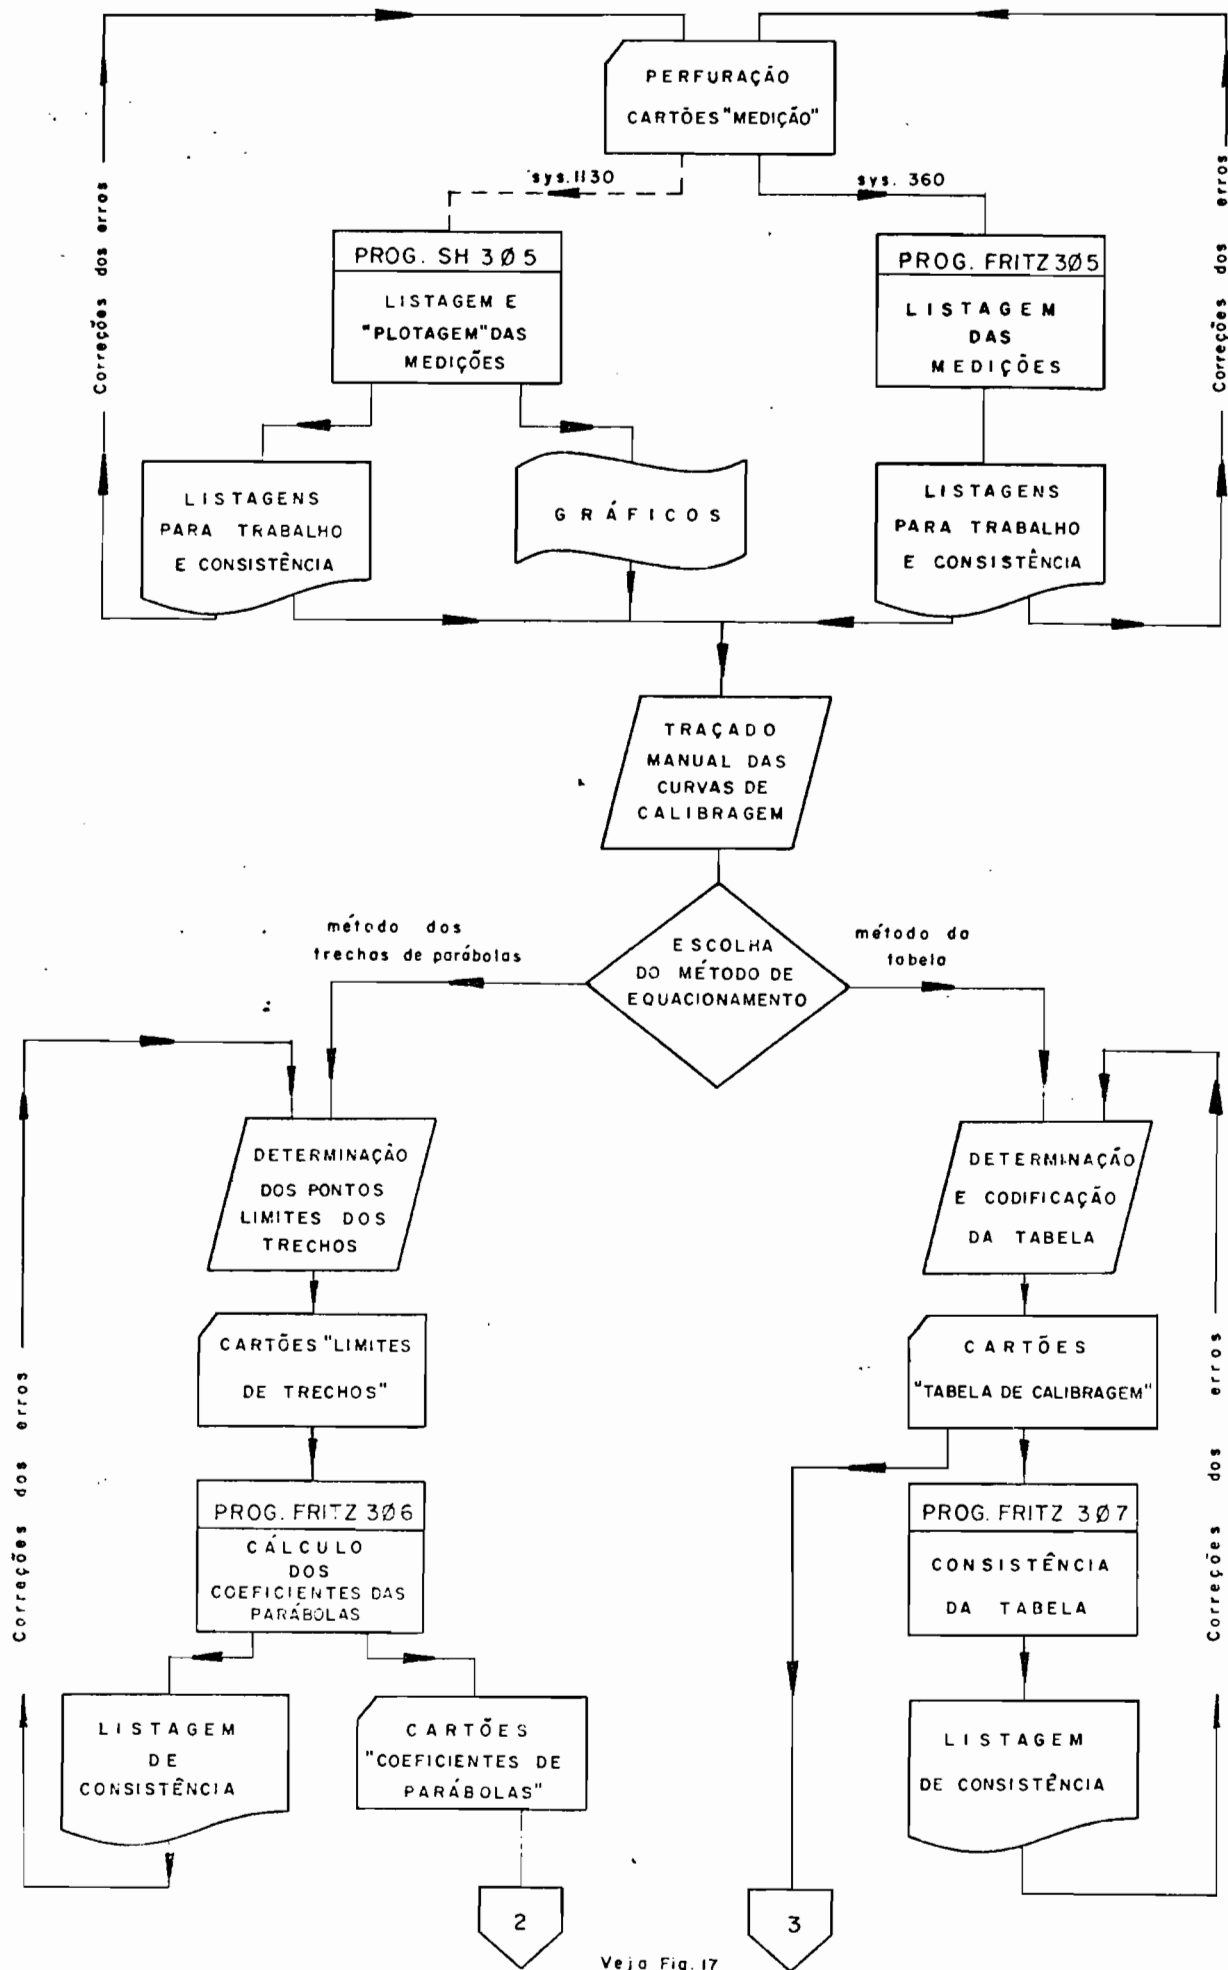 PERFURAÇÃO
CARTÕES "MEDIÇÃO"
sys. 1130
sys. 360
Correções dos erros
Correções dos erros
PROG. SH 3Ø5
LISTAGEM E
"PLOTAGEM" DAS
MEDIÇÕES
PROG. FRITZ 3Ø5
LISTAGEM
DAS
MEDIÇÕES
LISTAGENS
PARA TRABALHO
E CONSISTÊNCIA
GRÁFICOS
LISTAGENS
PARA TRABALHO
E CONSISTÊNCIA
TRAÇADO
MANUAL DAS
CURVAS DE
CALIBRAGEM
método dos
trechos de parábolas
ESCOLHA
DO MÉTODO DE
EQUACIONAMENTO
método da
tabela
DETERMINAÇÃO
DOS PONTOS
LIMITES DOS
TRECHOS
DETERMINAÇÃO
E CODIFICAÇÃO
DA TABELA
CARTÕES "LIMITES
DE TRECHOS"
CARTÕES
"TABELA DE CALIBRAGEM"
Correções dos erros
Correções dos erros
PROG. FRITZ 3Ø6
CÁLCULO
DOS
COEFICIENTES DAS
PARÁBOLAS
PROG. FRITZ 3Ø7
CONSISTÊNCIA
DA TABELA
LISTAGEM
DE
CONSISTÊNCIA
CARTÕES
"COEFICIENTES DE
PARÁBOLAS"
LISTAGEM
DE CONSISTÊNCIA
2
3
Veja Fig. 17